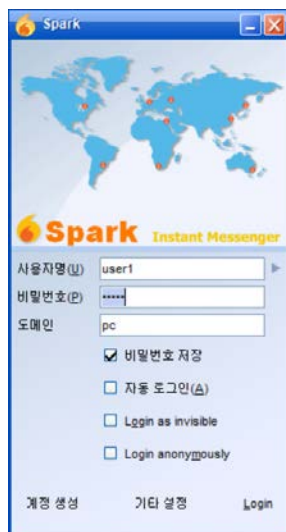 Spark
Spark Instant Messenger
사용자명(U) user1
비밀번호(P) •••••
도메인 pc
비밀번호 저장
자동 로그인(A)
Login as invisible
Login anonymously
계정 생성 기타 설정 Login